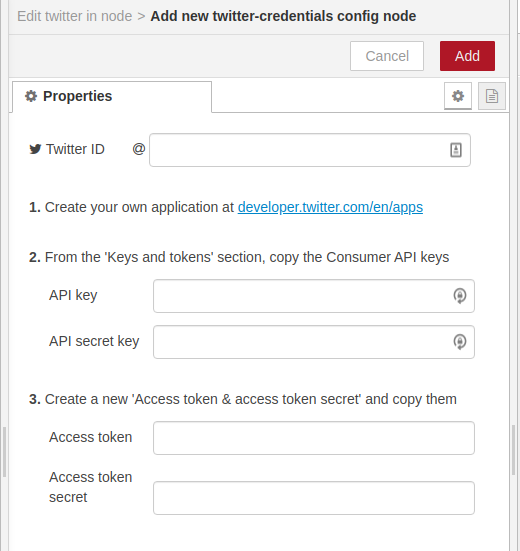 Edit twitter in node > Add new twitter-credentials config node
Cancel Add
Properties
Twitter ID @
1. Create your own application at developer.twitter.com/en/apps
2. From the 'Keys and tokens' section, copy the Consumer API keys
API key
API secret key
3. Create a new 'Access token & access token secret' and copy them
Access token
Access token
secret